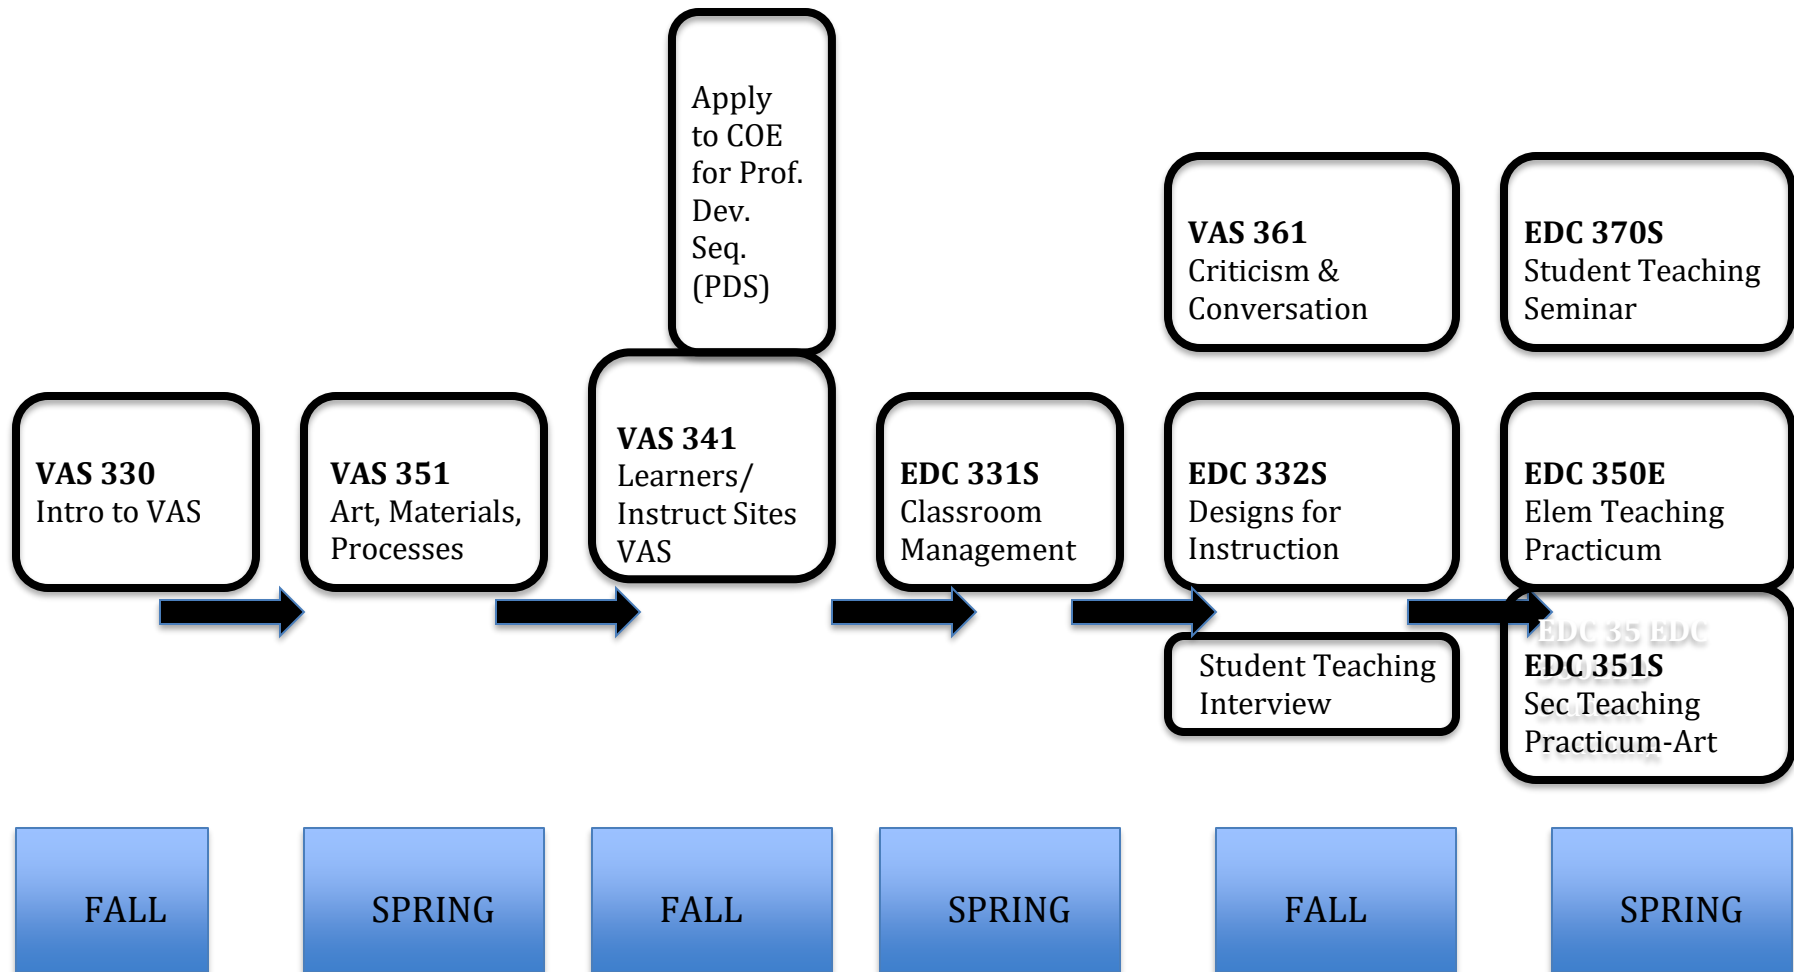 Apply
to COE
for Prof.
Dev.
Seq.
(PDS)
VAS 361
Criticism &
Conversation
EDC 370S
Student Teaching
Seminar
VAS 330
Intro to VAS
VAS 351
Art, Materials,
Processes
VAS 341
Learners/
Instruct Sites
VAS
EDC 331S
Classroom
Management
EDC 332S
Designs for
Instruction
EDC 350E
Elem Teaching
Practicum
Student Teaching
Interview
EDC 35 EDC
EDC 351S
Sec Teaching
Practicum-Art
FALL
SPRING
FALL
SPRING
FALL
SPRING